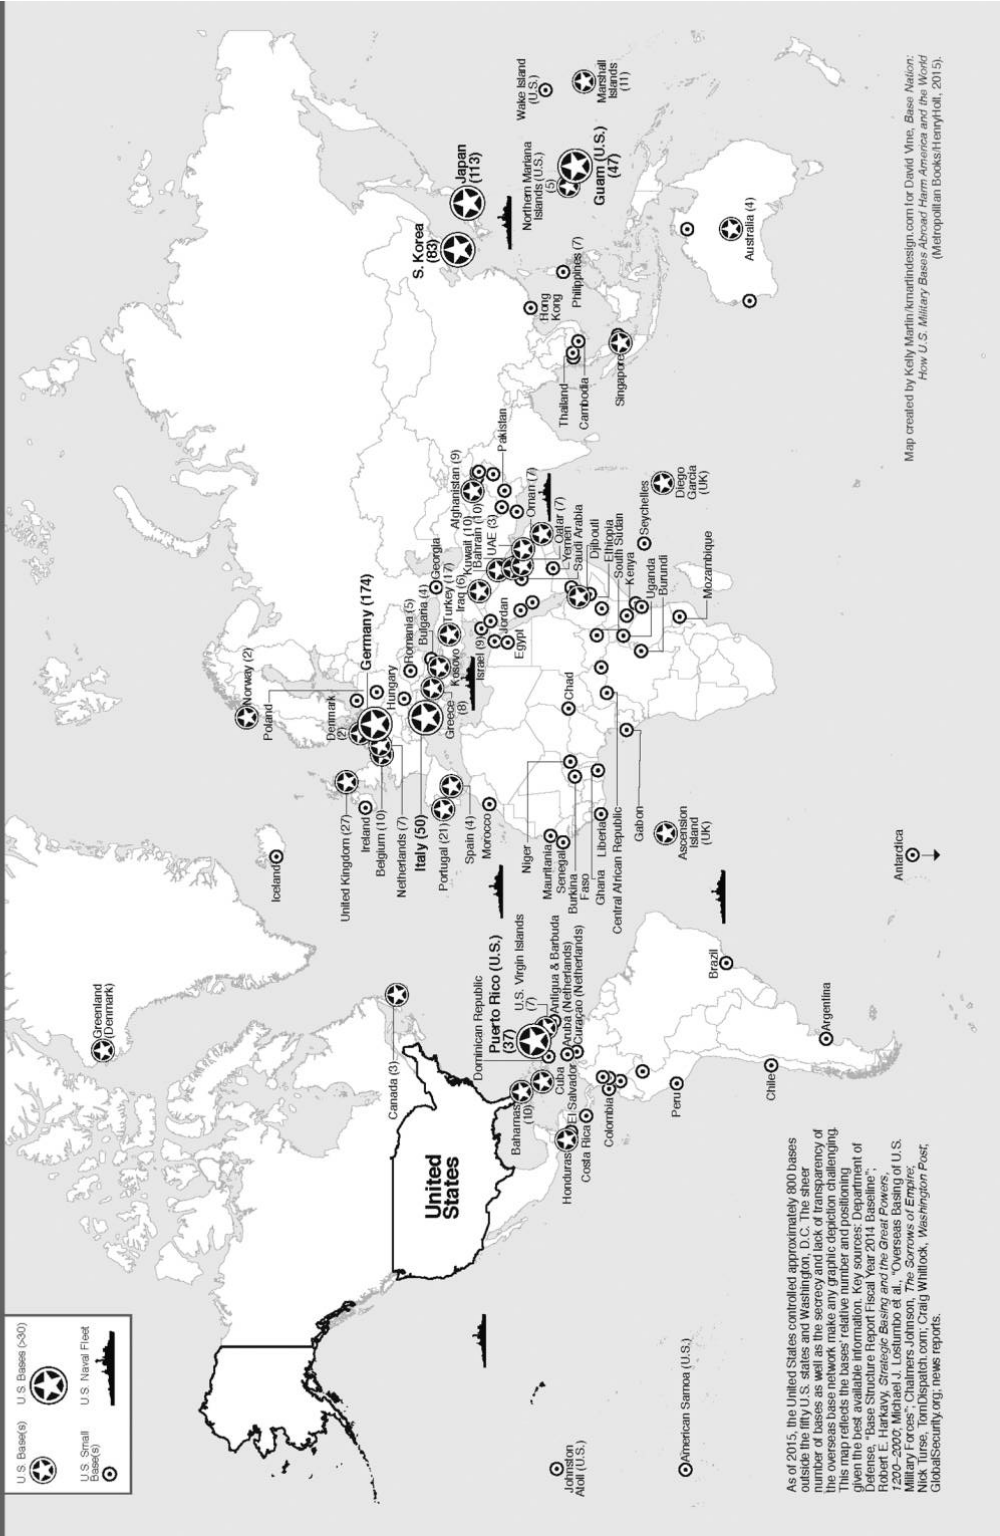 U.S. Base(s)
U.S. Bases (>30)
U.S. Small
Base(s)
U.S. Naval Fleet
Greenland
(Denmark)
Iceland
Norway (2)
Poland
Denmark
(2)
Germany (174)
Hungary
Romania (5)
Bulgaria (4)
Georgia
Turkey (17)
Kosovo
Greece
(8)
United Kingdom (27)
Ireland
Belgium (10)
Netherlands (7)
Italy (50)
Portugal (21)
Spain (4)
Morocco
Israel (9)
Jordan
Egypt
Iraq (6)
Kuwait (10)
Bahrain (10)
UAE (3)
Afghanistan (9)
Pakistan
Oman (7)
Qatar (7)
Yemen
Saudi Arabia
Djibouti
Ethiopia
South Sudan
Kenya
Uganda
Burundi
Seychelles
Mozambique
Diego
Garcia
(UK)
Chad
Niger
Mauritania
Senegal
Burkina
Faso
Ghana
Liberia
Central African Republic
Gabon
Ascension
Island
(UK)
Antarctica
S. Korea
(83)
Japan
(113)
Hong
Kong
Philippines (7)
Thailand
Cambodia
Singapore
Northern Mariana
Islands (U.S.)
(5)
Guam (U.S.)
(47)
Wake Island
(U.S.)
Marshall
Islands
(11)
Australia (4)
Canada (3)
United
States
Dominican Republic
Puerto Rico (U.S.)
(37)
U.S. Virgin Islands
(7)
Antigua & Barbuda
Aruba (Netherlands)
Curaçao (Netherlands)
Bahamas
(10)
Cuba
El Salvador
Honduras
Costa Rica
Colombia
Peru
Brazil
Chile
Argentina
Johnston
Atoll (U.S.)
American Samoa (U.S.)
As of 2015, the United States controlled approximately 800 bases
outside the fifty U.S. states and Washington, D.C. The sheer
number of bases as well as the secrecy and lack of transparency of
the overseas base network make any graphic depiction challenging.
This map reflects the bases' relative number and positioning
given the best available information. Key sources: Department of
Defense, "Base Structure Report Fiscal Year 2014 Baseline";
Robert E. Harkavy, Strategic Basing and the Great Powers,
1200–2000; Michael J. Lostumbo et al., "Overseas Basing of U.S.
Military Forces"; Chalmers Johnson, The Sorrows of Empire;
Nick Turse, TomDispatch.com; Craig Whitlock, Washington Post;
GlobalSecurity.org; news reports.
Map created by Kelly Martin/kmartindesign.com for David Vine, Base Nation:
How U.S. Military Bases Abroad Harm America and the World
(Metropolitan Books/HenryHolt, 2015).